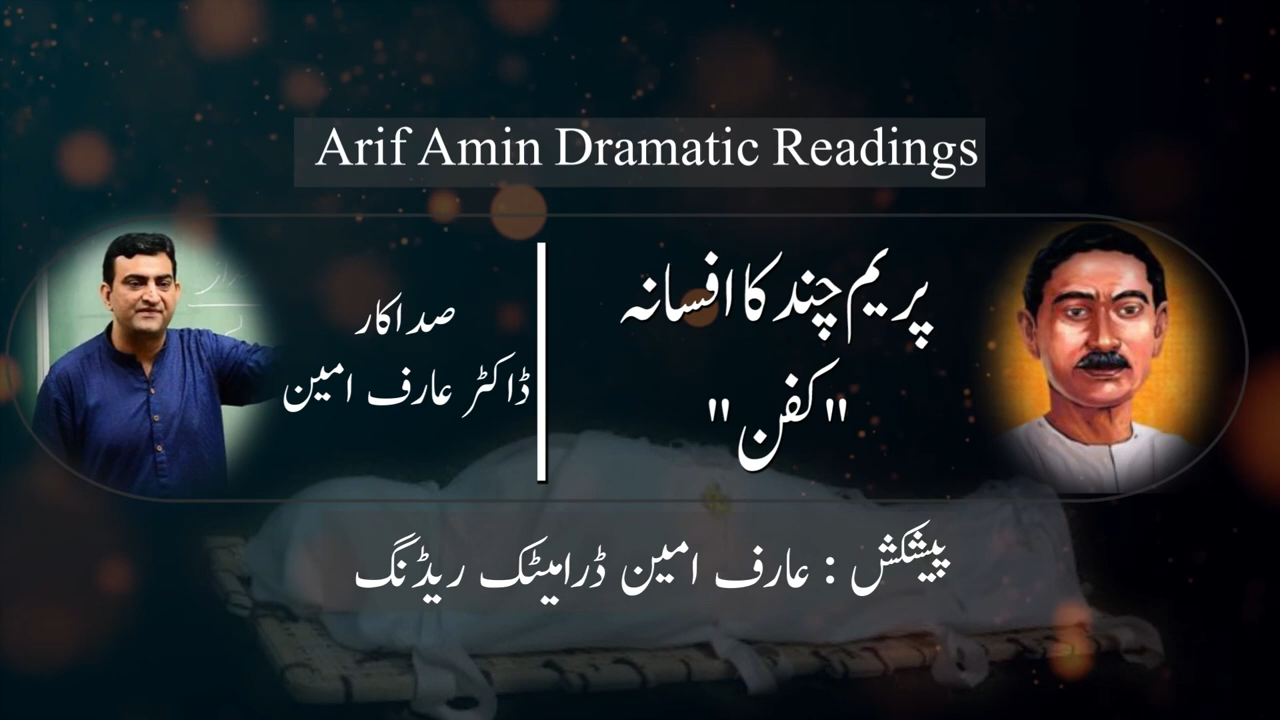 Arif Amin Dramatic Readings
پریم چند کا افسانہ
"کفن"
صداکار
ڈاکٹر عارف امین
پیشکش : عارف امین ڈرامیٹک ریڈنگ